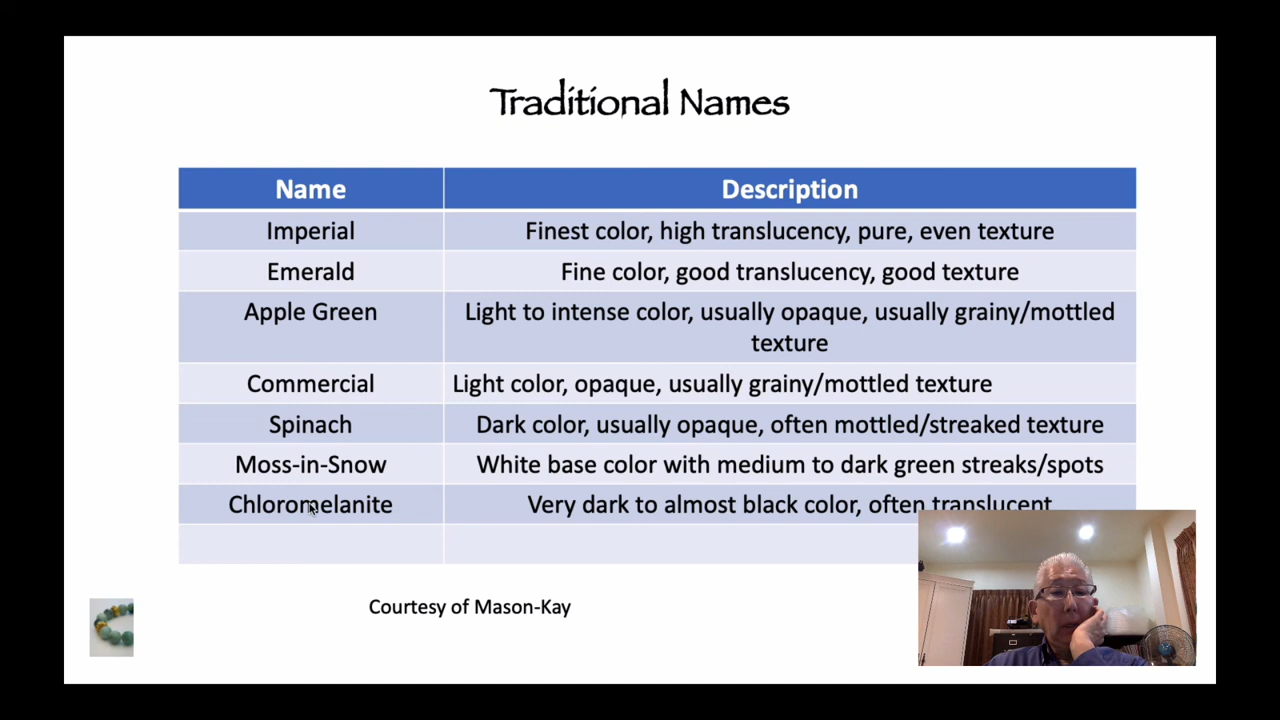 Traditional Names
Name Description
Imperial Finest color, high translucency, pure, even texture
Emerald Fine color, good translucency, good texture
Apple Green Light to intense color, usually opaque, usually grainy/mottled
texture
Commercial Light color, opaque, usually grainy/mottled texture
Spinach Dark color, usually opaque, often mottled/streaked texture
Moss-in-Snow White base color with medium to dark green streaks/spots
Chloromelanite Very dark to almost black color, often translucent
Courtesy of Mason-Kay